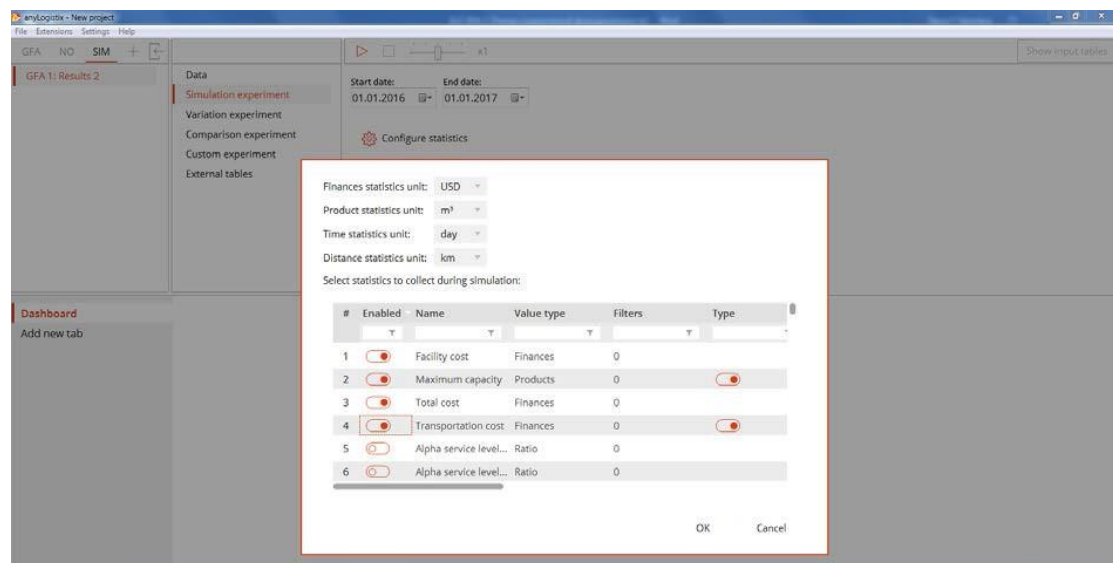 anyLogistix - New project
File Extensions Settings Help
GFA NO SIM
x1
Show input tables
GFA 1: Results 2
Data
Simulation experiment
Variation experiment
Comparison experiment
Custom experiment
External tables
Start date: End date:
01.01.2016 01.01.2017
Configure statistics
Finances statistics unit: USD
Product statistics unit: m³
Time statistics unit: day
Distance statistics unit: km
Select statistics to collect during simulation:
# Enabled Name Value type Filters Type
1 Facility cost Finances 0
2 Maximum capacity Products 0
3 Total cost Finances 0
4 Transportation cost Finances 0
5 Alpha service level... Ratio 0
6 Alpha service level... Ratio 0
OK Cancel
Dashboard
Add new tab